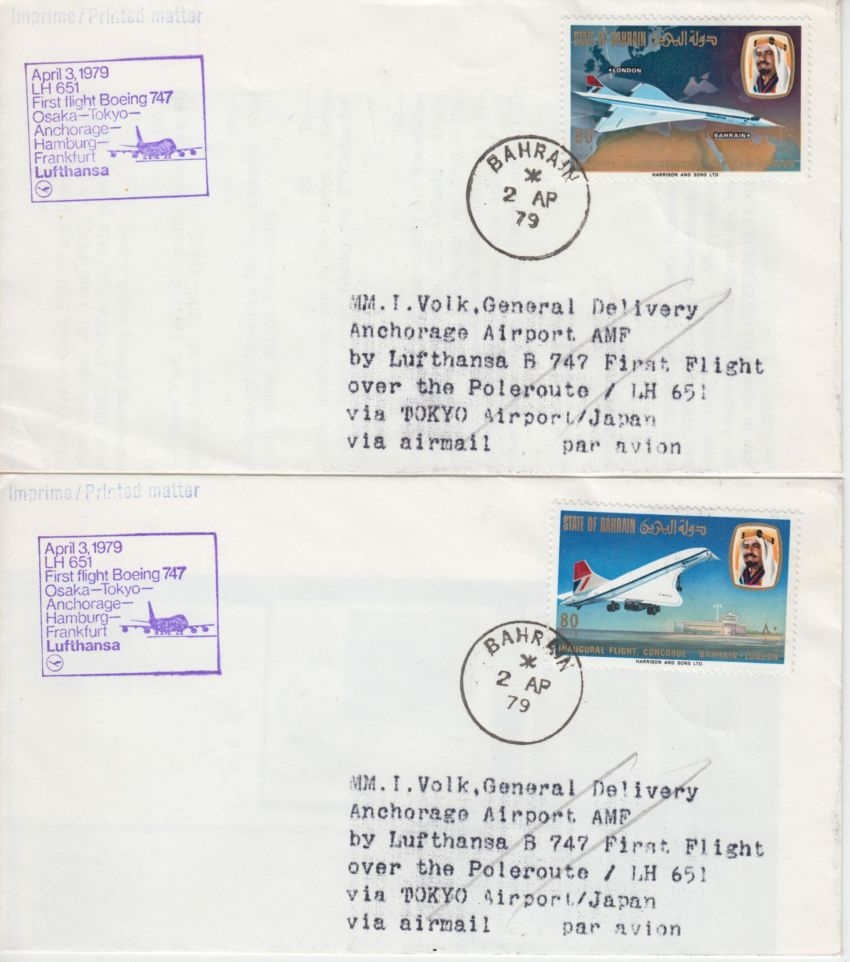 Imprime/Printed matter
April 3, 1979
LH 651
First flight Boeing 747
Osaka—Tokyo—
Anchorage—
Hamburg—
Frankfurt
Lufthansa
STATE OF BAHRAIN دولة البحرين
LONDON
BAHRAIN
80
HARRISON AND SONS LTD
BAHRAIN
2 AP
79
MM.I.Volk,General Delivery
Anchorage Airport AMF
by Lufthansa B 747 First Flight
over the Poleroute / LH 651
via TOKYO Airport/Japan
via airmail par avion
Imprime/Printed matter
April 3, 1979
LH 651
First flight Boeing 747
Osaka—Tokyo—
Anchorage—
Hamburg—
Frankfurt
Lufthansa
STATE OF BAHRAIN دولة البحرين
80
INAUGURAL FLIGHT, CONCORDE BAHRAIN-LONDON
HARRISON AND SONS LTD
BAHRAIN
2 AP
79
MM.I.Volk,General Delivery
Anchorage Airport AMF
by Lufthansa B 747 First Flight
over the Poleroute / LH 651
via TOKYO Airport/Japan
via airmail par avion